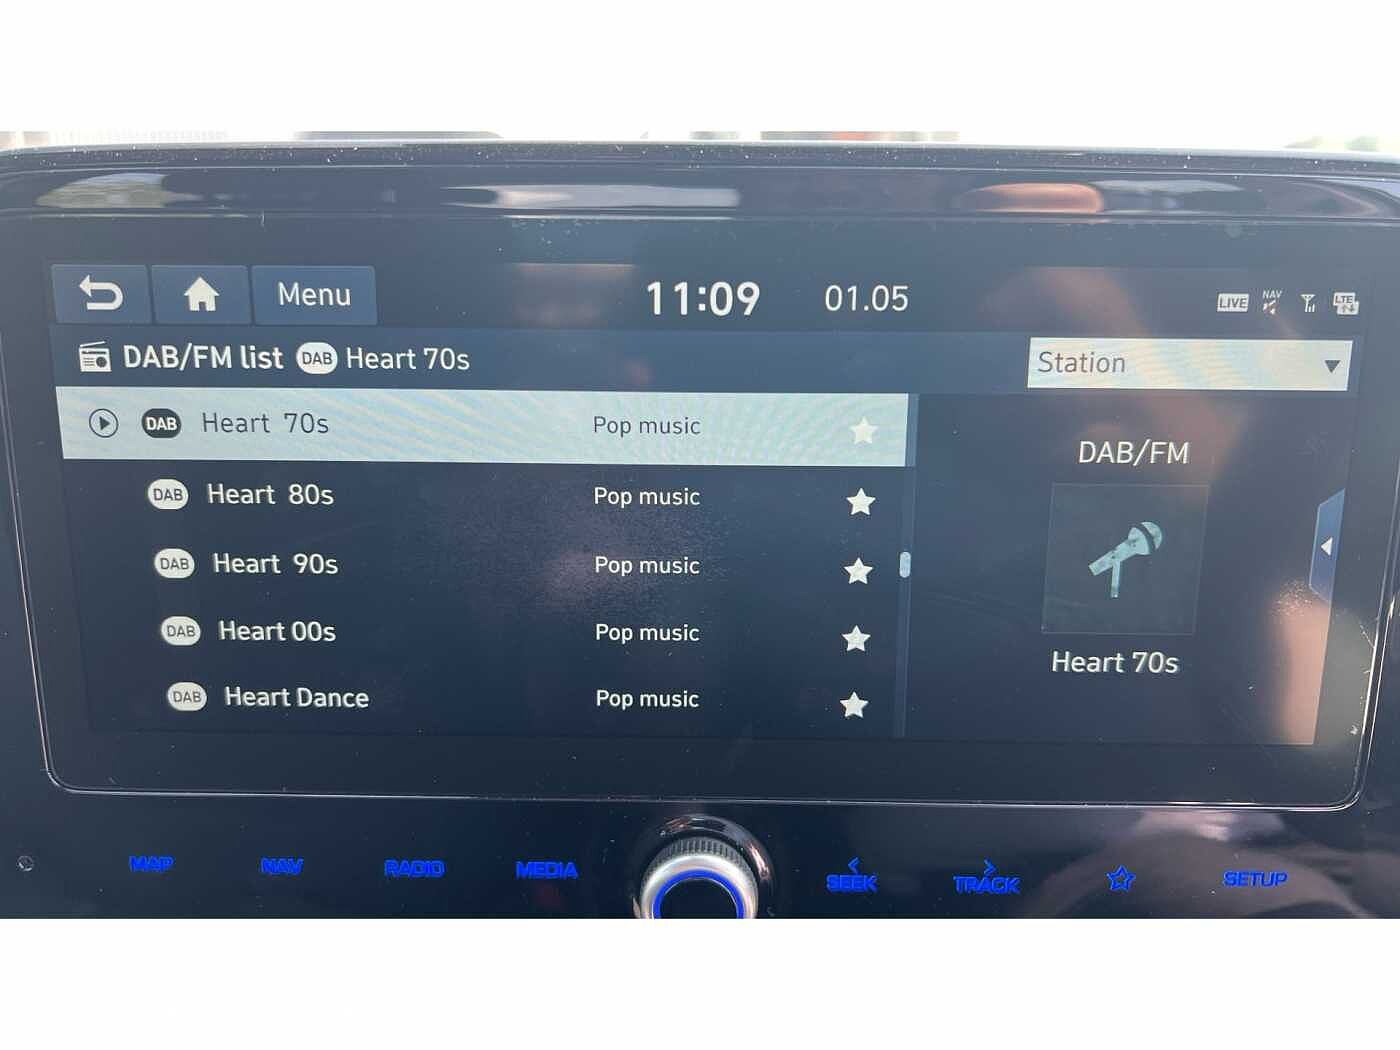 Menu 11:09 01.05 LIVE NAV LTE
DAB/FM list DAB Heart 70s Station
DAB Heart 70s Pop music
DAB Heart 80s Pop music
DAB Heart 90s Pop music
DAB Heart 00s Pop music
DAB Heart Dance Pop music
DAB/FM
Heart 70s
MAP NAV RADIO MEDIA < SEEK > TRACK SETUP